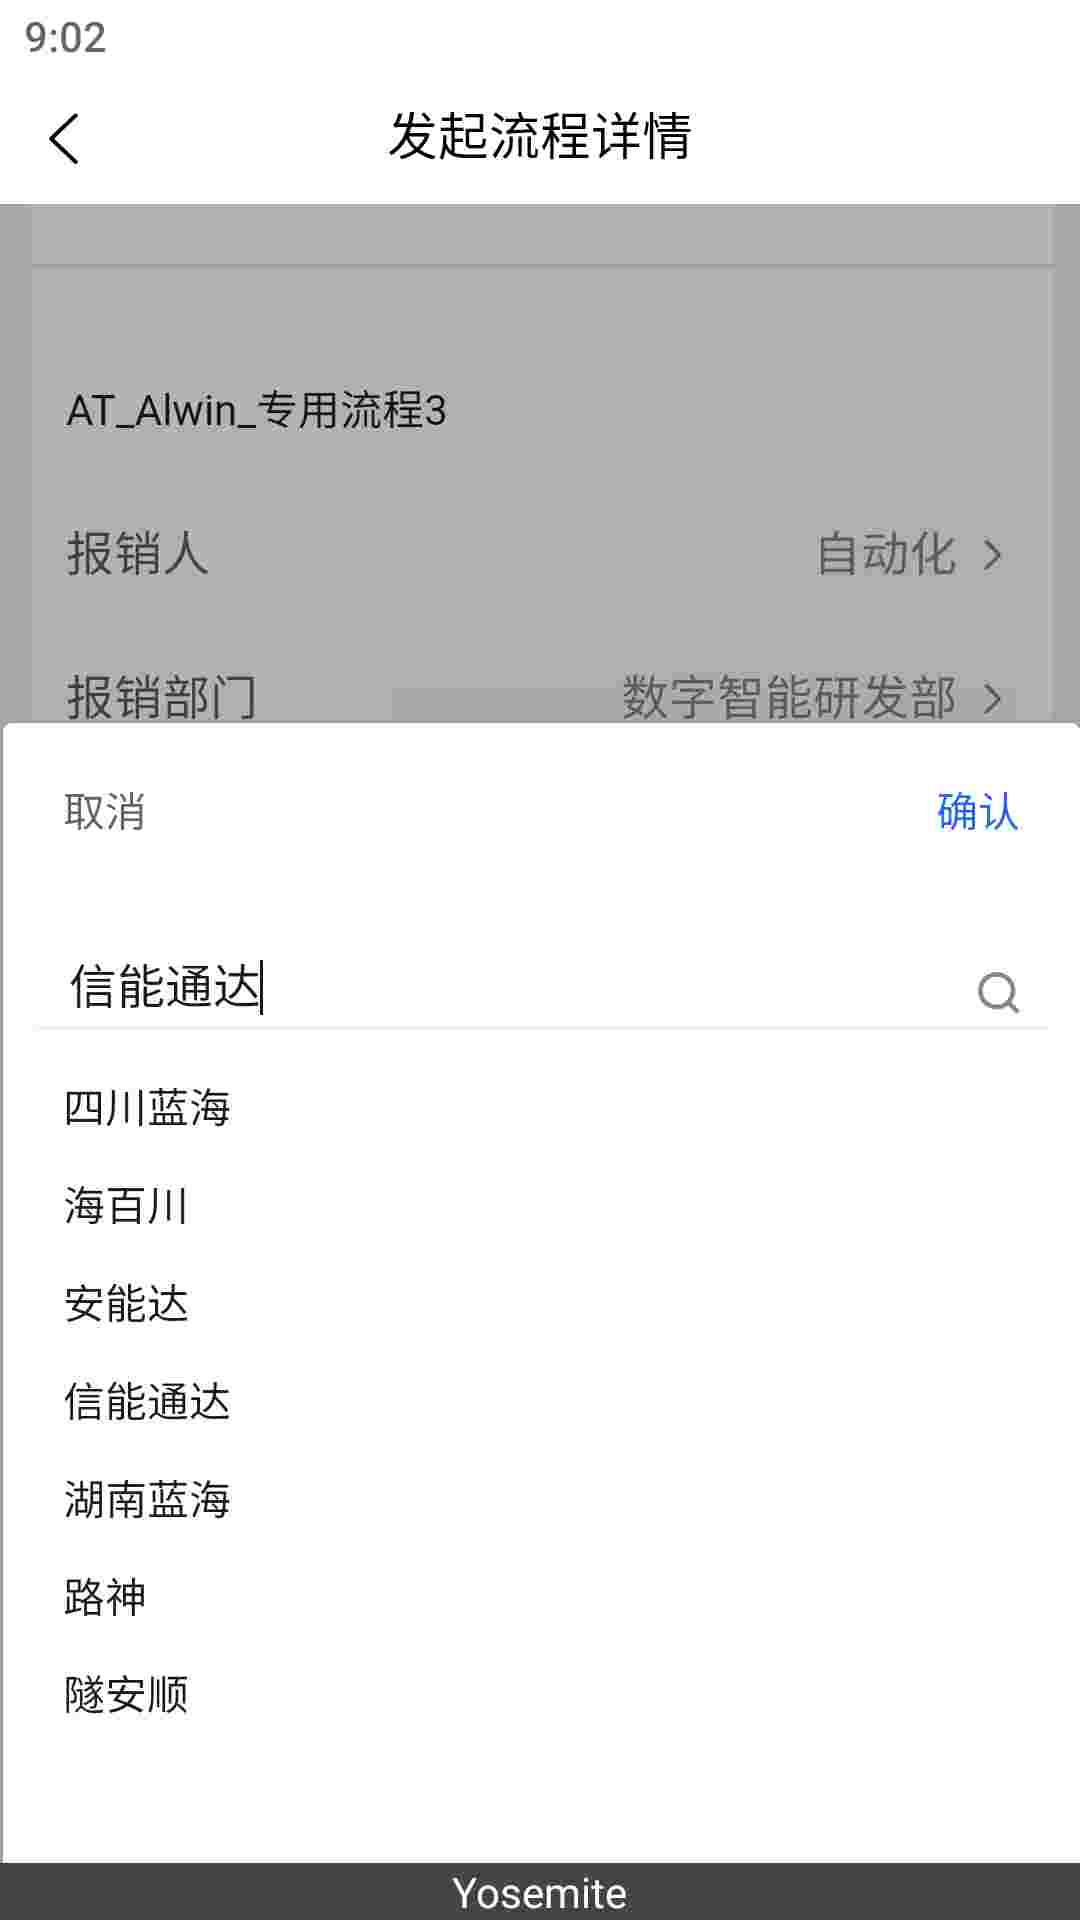 9:02
发起流程详情
AT_Alwin_专用流程3
报销人 自动化
报销部门 数字智能研发部
取消 确认
信能通达
四川蓝海
海百川
安能达
信能通达
湖南蓝海
路神
隧安顺
Yosemite